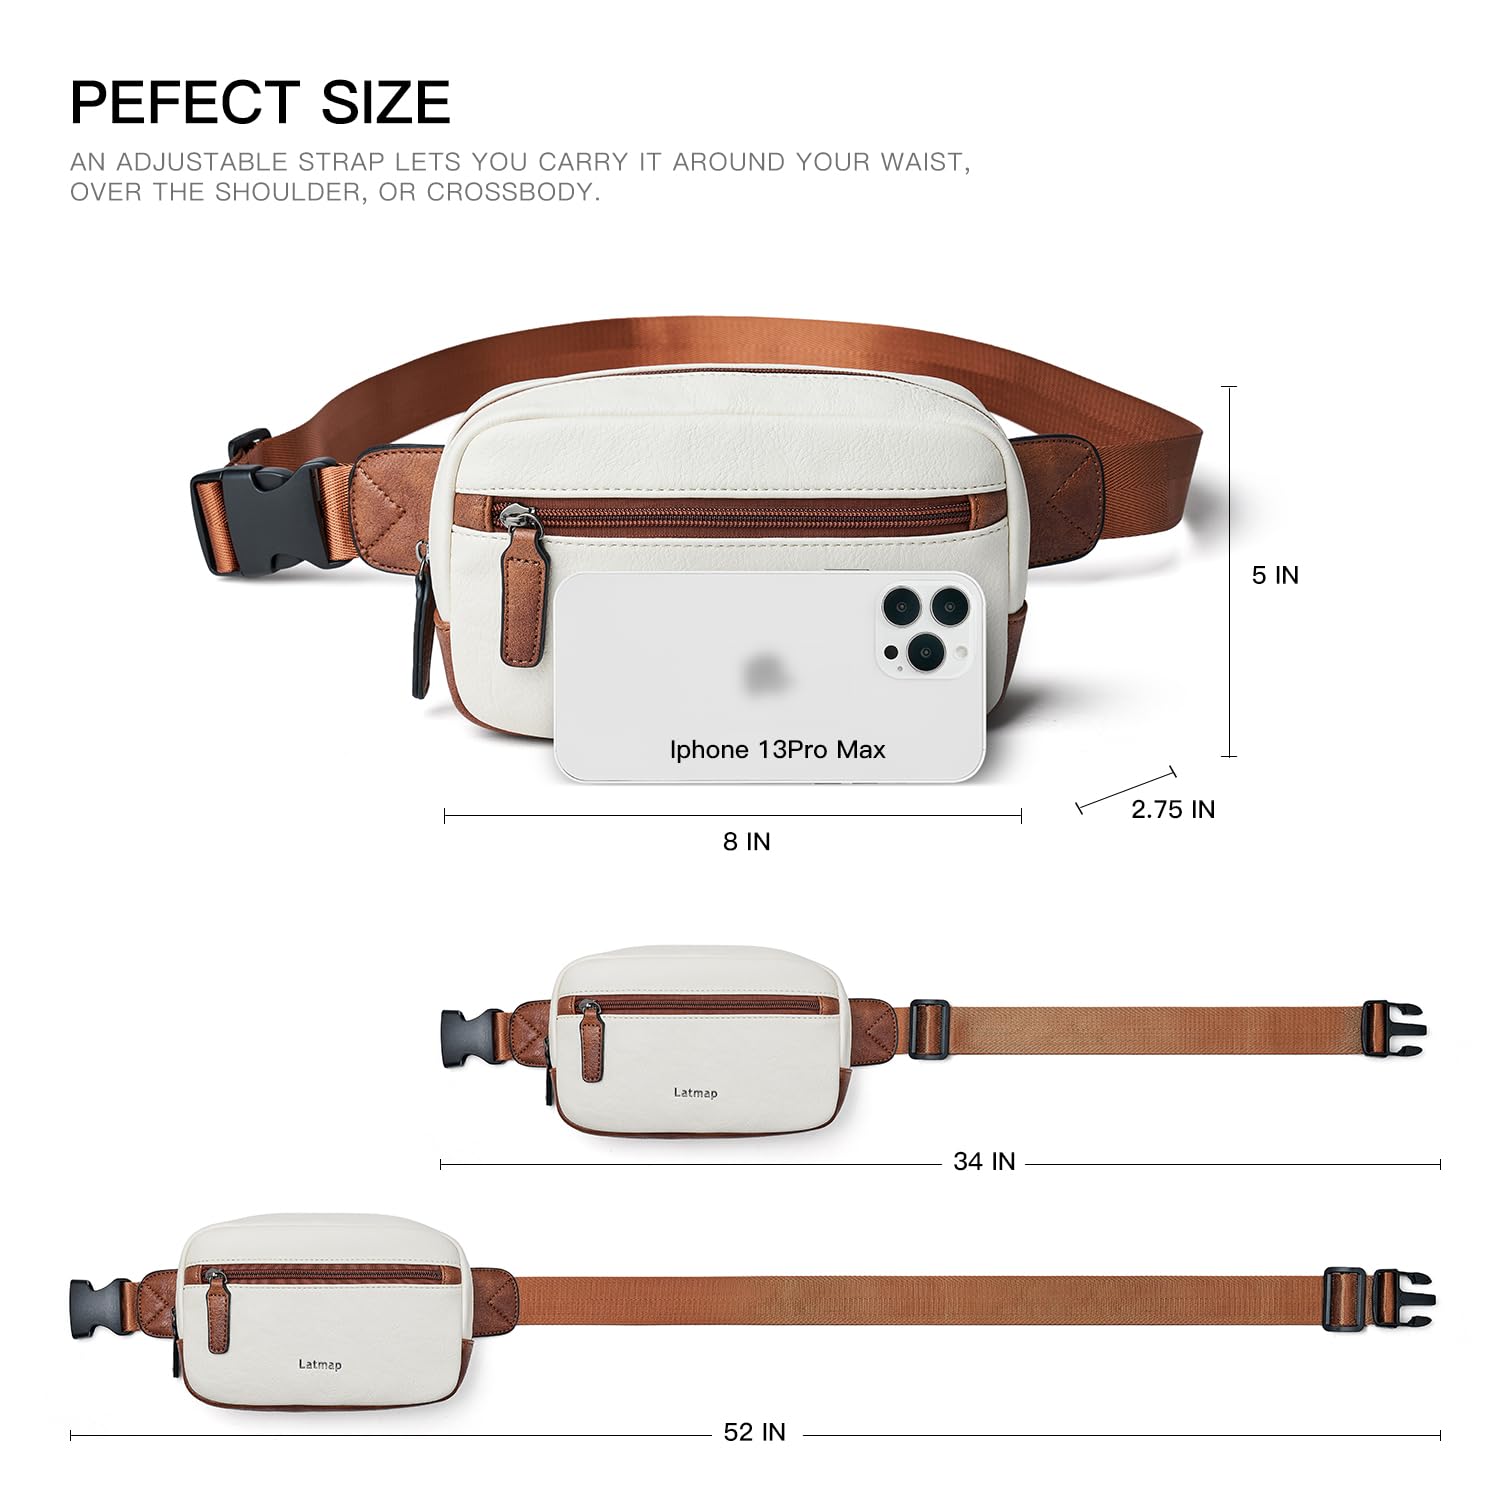 PEFECT SIZE
AN ADJUSTABLE STRAP LETS YOU CARRY IT AROUND YOUR WAIST,
OVER THE SHOULDER, OR CROSSBODY.
5 IN
Iphone 13Pro Max
2.75 IN
8 IN
Latmap
34 IN
Latmap
52 IN